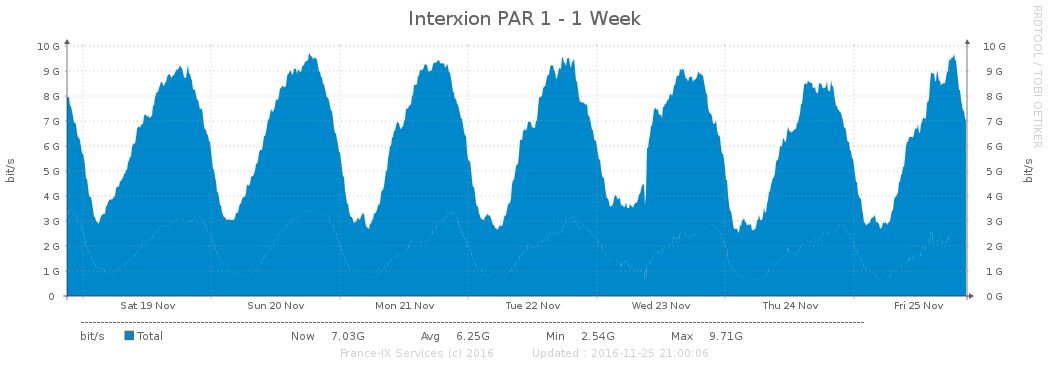 Interxion PAR 1 - 1 Week
RRDTOOL / TOBI OETIKER
bit/s
10 G 10 G
9 G 9 G
8 G 8 G
7 G 7 G
6 G 6 G
5 G 5 G
4 G 4 G
3 G 3 G
2 G 2 G
1 G 1 G
0 0 G
bit/s
Sat 19 Nov Sun 20 Nov Mon 21 Nov Tue 22 Nov Wed 23 Nov Thu 24 Nov Fri 25 Nov
bit/s Total Now 7.03G Avg 6.25G Min 2.54G Max 9.71G
France-IX Services (c) 2016 Updated : 2016-11-25 21:00:06